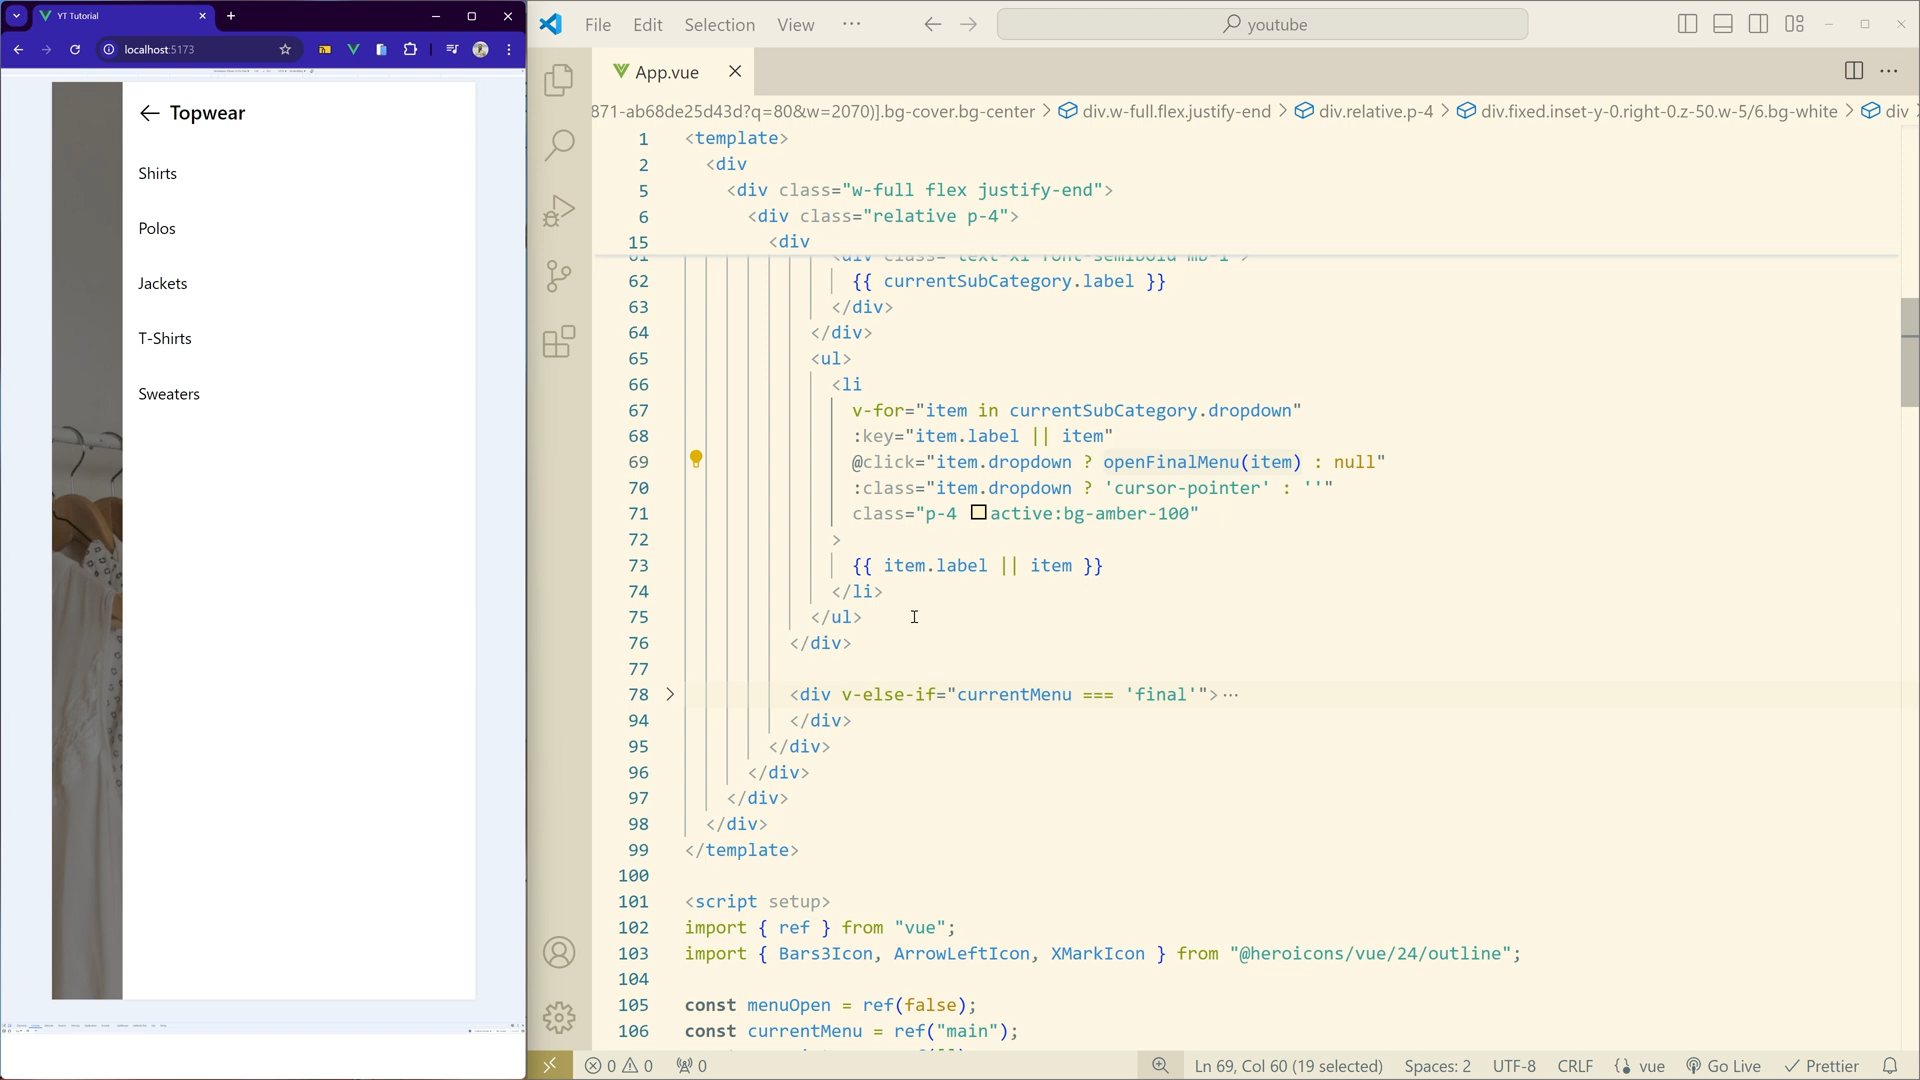 YT Tutorial
localhost:5173
Topwear
Shirts
Polos
Jackets
T-Shirts
Sweaters
File Edit Selection View ···
youtube
App.vue
871-ab68de25d43d?q=80&w=2070)].bg-cover.bg-center > div.w-full.flex.justify-end > div.relative.p-4 > div.fixed.inset-y-0.right-0.z-50.w-5/6.bg-white > div
1 <template>
2 <div
5 <div class="w-full flex justify-end">
6 <div class="relative p-4">
15 <div
61 <div class="text-xl font-semibold mb-1">
62 {{ currentSubCategory.label }}
63 </div>
64 </div>
65 <ul>
66 <li
67 v-for="item in currentSubCategory.dropdown"
68 :key="item.label || item"
69 @click="item.dropdown ? openFinalMenu(item) : null"
70 :class="item.dropdown ? 'cursor-pointer' : ''"
71 class="p-4 active:bg-amber-100"
72 >
73 {{ item.label || item }}
74 </li>
75 </ul>
76 </div>
77
78 <div v-else-if="currentMenu === 'final'">···
94 </div>
95 </div>
96 </div>
97 </div>
98 </div>
99 </template>
100
101 <script setup>
102 import { ref } from "vue";
103 import { Bars3Icon, ArrowLeftIcon, XMarkIcon } from "@heroicons/vue/24/outline";
104
105 const menuOpen = ref(false);
106 const currentMenu = ref("main");
0 0 0 Ln 69, Col 60 (19 selected) Spaces: 2 UTF-8 CRLF vue Go Live Prettier